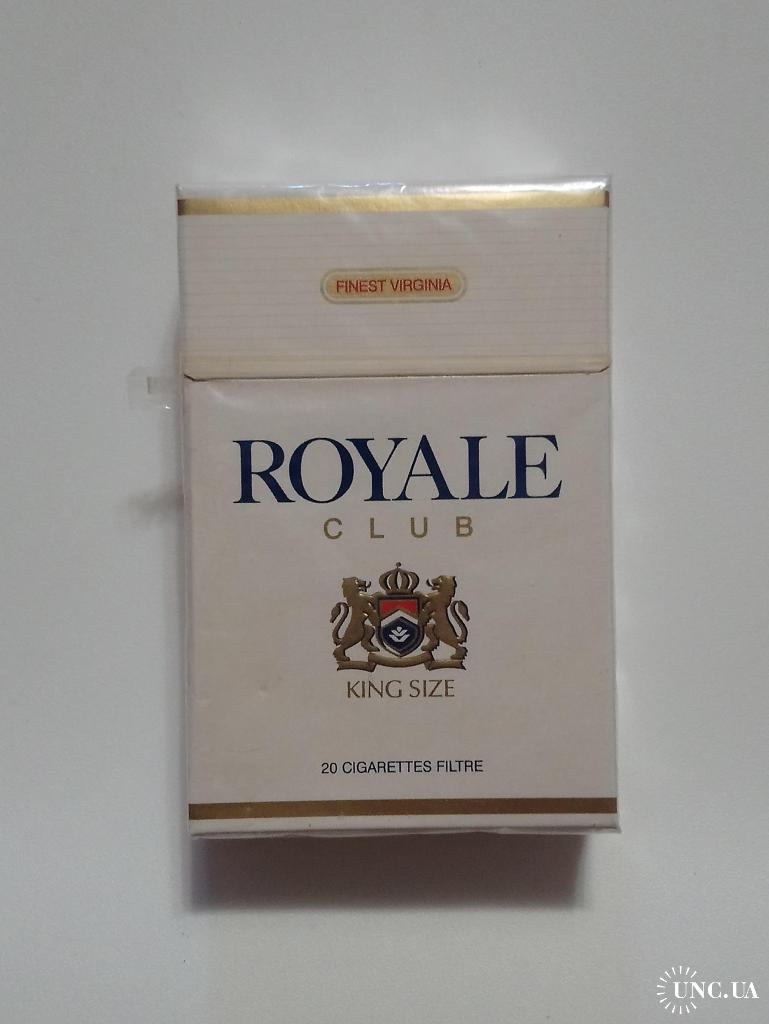 FINEST VIRGINIA
ROYALE
CLUB
KING SIZE
20 CIGARETTES FILTRE
UNC.UA